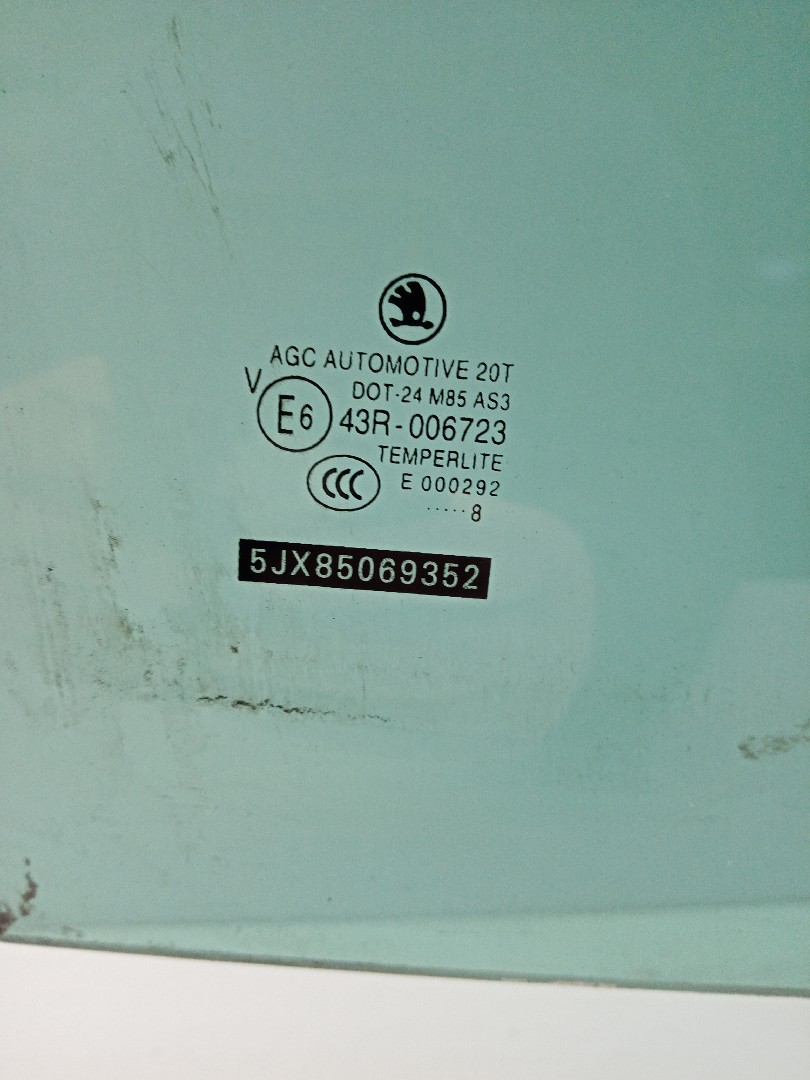 AGC AUTOMOTIVE 20T
DOT-24 M85 AS3
V
E6 43R-006723
TEMPERLITE
CCC E 000292
.....8
5JX85069352